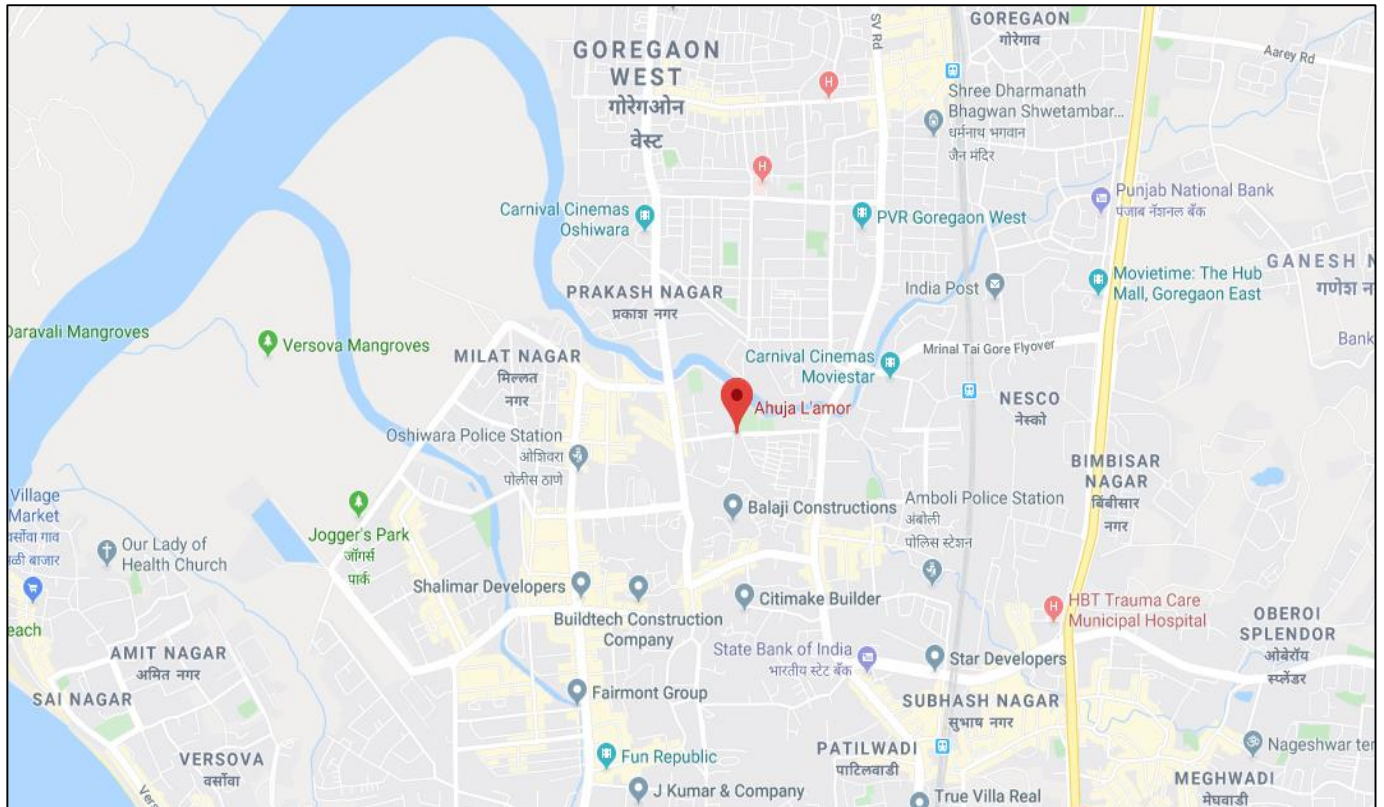 GOREGAON
गोरेगाव
Aarey Rd
SV Rd
GOREGAON
WEST
गोरेगओन
वेस्ट
Shree Dharmanath
Bhagwan Shwetambar...
धर्मनाथ भगवान
जैन मंदिर
H
H
Punjab National Bank
पंजाब नॅशनल बँक
Carnival Cinemas
Oshiwara
PVR Goregaon West
GANESH N
गणेश न
Movietime: The Hub
Mall, Goregaon East
India Post
PRAKASH NAGAR
प्रकाश नगर
Daravali Mangroves
Versova Mangroves
Bank
Mrinal Tai Gore Flyover
MILAT NAGAR
मिल्लत
नगर
Carnival Cinemas
Moviestar
NESCO
नेस्को
Ahuja L'amor
Oshiwara Police Station
ओशिवरा
पोलीस ठाणे
BIMBISAR
NAGAR
बिंबीसार
नगर
Village
Market
वर्सोवा गाव
ळी बाजार
Amboli Police Station
अंबोली
पोलिस स्टेशन
Balaji Constructions
Jogger's Park
जॉगर्स
पार्क
Our Lady of
Health Church
Shalimar Developers
Citimake Builder
H
HBT Trauma Care
Municipal Hospital
Buildtech Construction
Company
OBEROI
SPLENDOR
ओबेरॉय
स्प्लेंडर
each
AMIT NAGAR
अमित नगर
State Bank of India
भारतीय स्टेट बँक
Star Developers
SAI NAGAR
Fairmont Group
SUBHASH NAGAR
सुभाष नगर
VERSOVA
वर्सोवा
Fun Republic
PATILWADI
पाटिलवाडी
Nageshwar ter
MEGHWADI
मेघवाडी
J Kumar & Company
True Villa Real